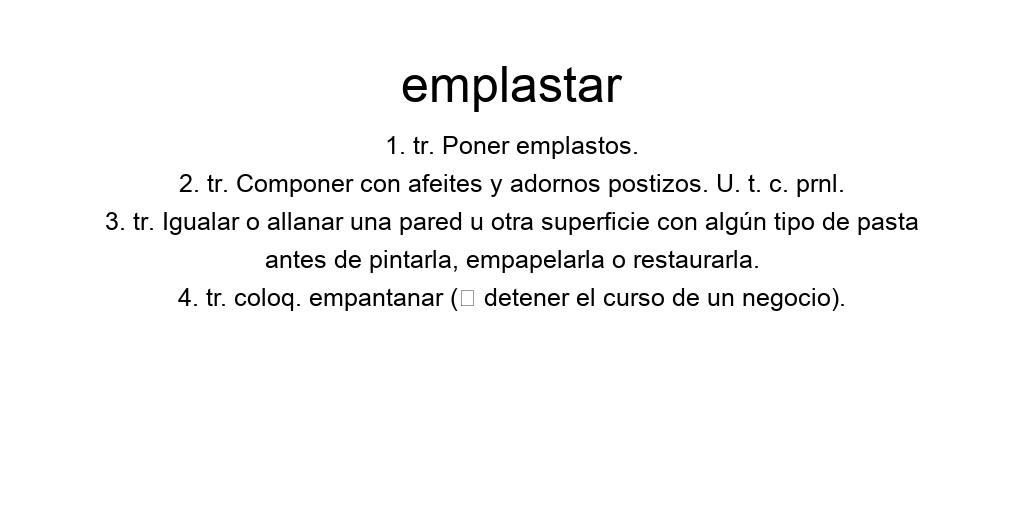 emplastar
1. tr. Poner emplastos.
2. tr. Componer con afeites y adornos postizos. U. t. c. prnl.
3. tr. Igualar o allanar una pared u otra superficie con algún tipo de pasta
antes de pintarla, empapelarla o restaurarla.
4. tr. coloq. empantanar (□ detener el curso de un negocio).